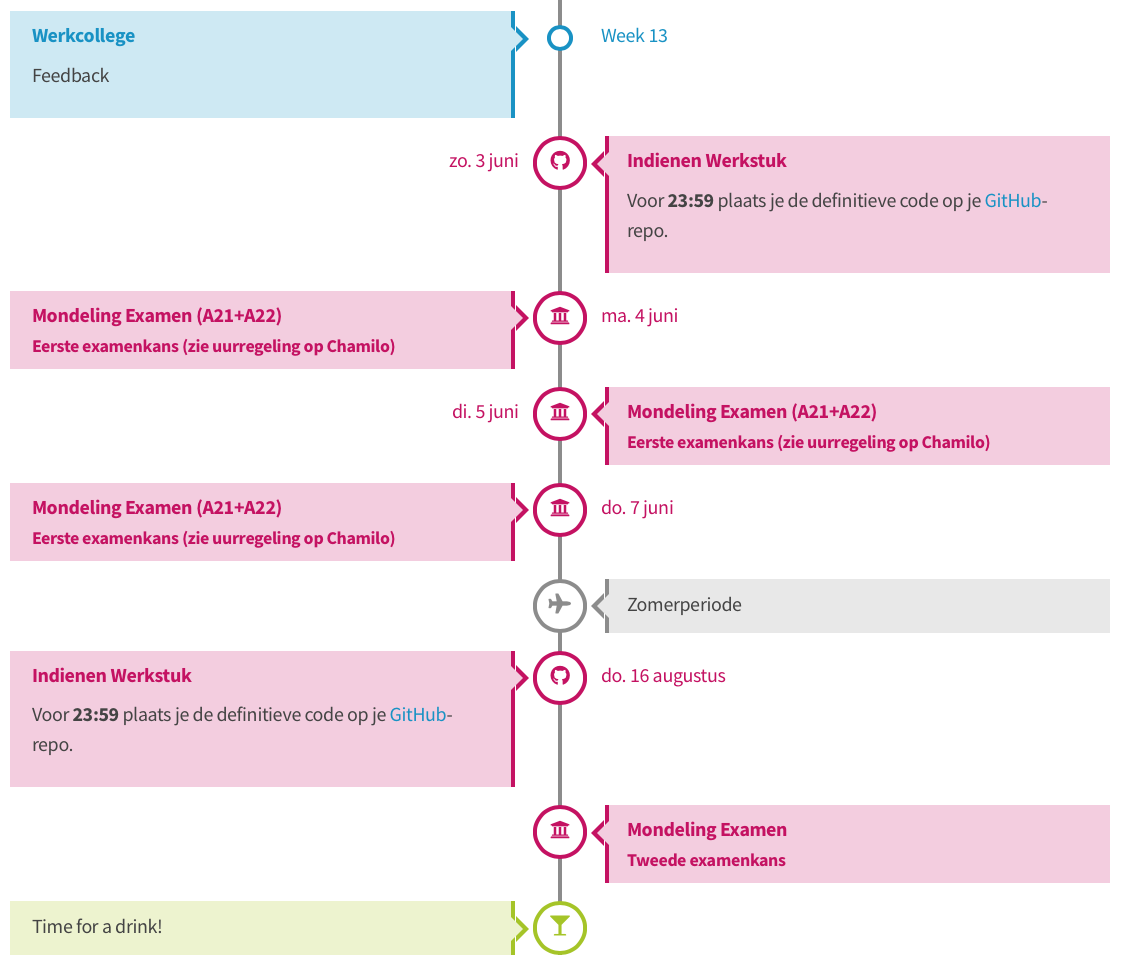 Werkcollege
Week 13
Feedback
zo. 3 juni
Indienen Werkstuk
Voor 23:59 plaats je de definitieve code op je GitHub-
repo.
Mondeling Examen (A21+A22)
ma. 4 juni
Eerste examenkans (zie uurregeling op Chamilo)
di. 5 juni
Mondeling Examen (A21+A22)
Eerste examenkans (zie uurregeling op Chamilo)
Mondeling Examen (A21+A22)
do. 7 juni
Eerste examenkans (zie uurregeling op Chamilo)
Zomerperiode
Indienen Werkstuk
do. 16 augustus
Voor 23:59 plaats je de definitieve code op je GitHub-
repo.
Mondeling Examen
Tweede examenkans
Time for a drink!